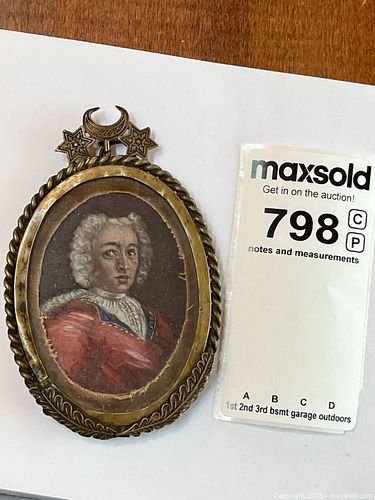 maxsold
Get in on the auction!
798 C P
notes and measurements
A B C D
1st 2nd 3rd bsmt garage outdoors
Copyright 2025 - maxsold.com